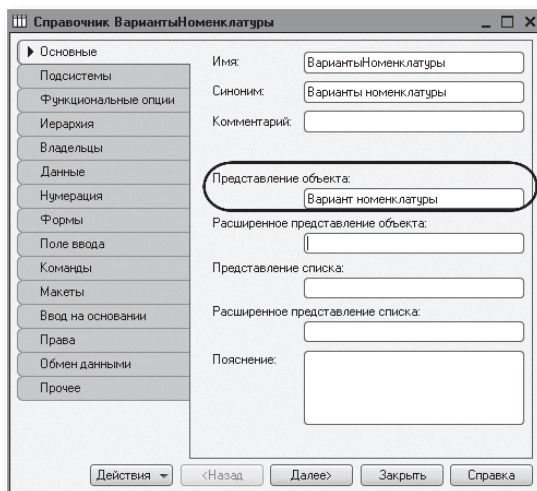 Справочник ВариантыНоменклатуры
Основные
Подсистемы
Функциональные опции
Иерархия
Владельцы
Данные
Нумерация
Формы
Поле ввода
Команды
Макеты
Ввод на основании
Права
Обмен данными
Прочее
Имя: ВариантыНоменклатуры
Синоним: Варианты номенклатуры
Комментарий:
Представление объекта:
Вариант номенклатуры
Расширенное представление объекта:
Представление списка:
Расширенное представление списка:
Пояснение:
Действия <Назад Далее> Закрыть Справка